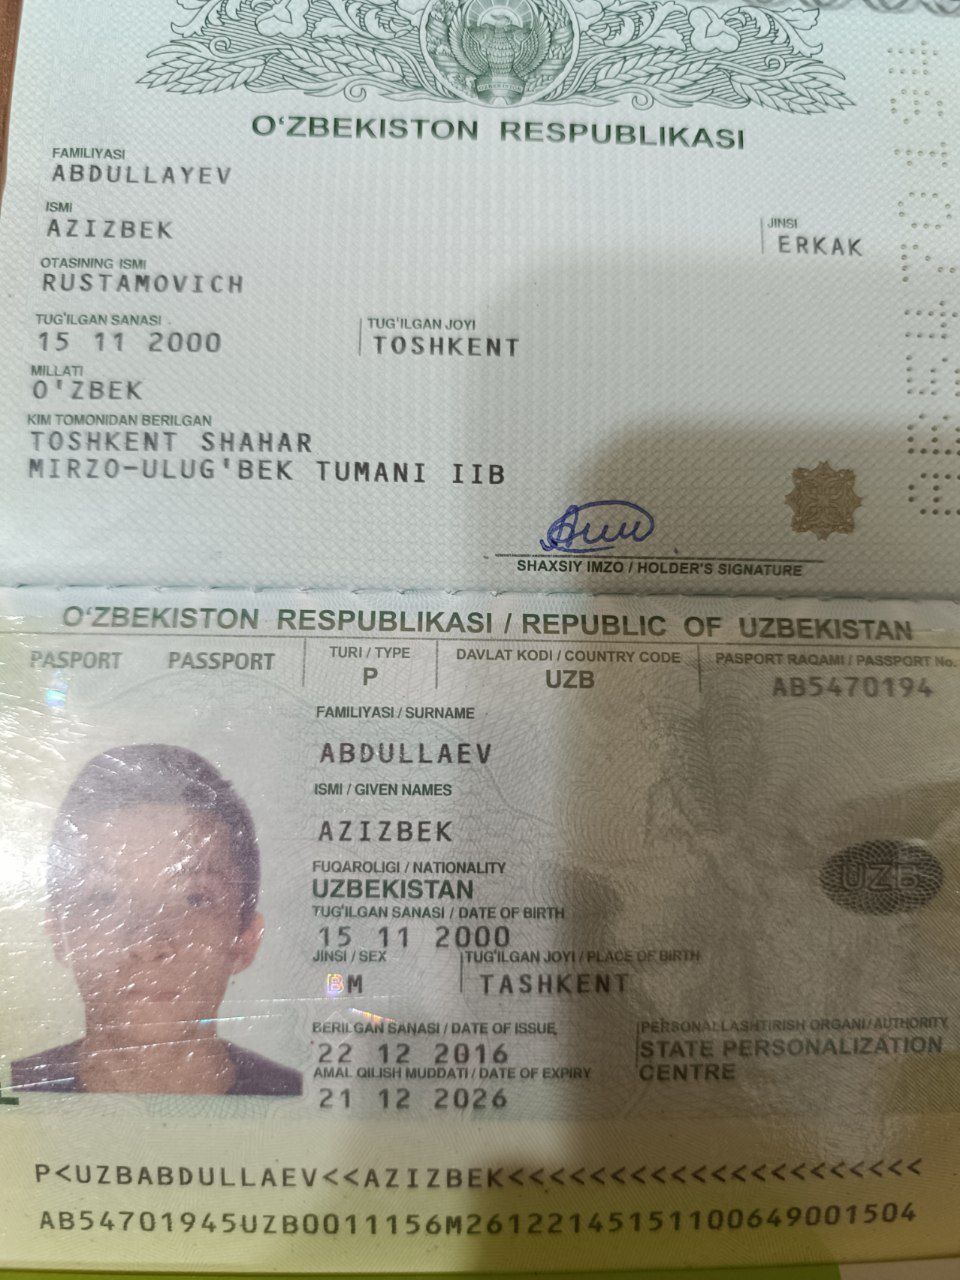 O‘ZBEKISTON RESPUBLIKASI
FAMILIYASI
ABDULLAYEV
ISMI
AZIZBEK
JINSI
ERKAK
OTASINING ISMI
RUSTAMOVICH
TUG'ILGAN SANASI
15 11 2000
TUG'ILGAN JOYI
TOSHKENT
MILLATI
O'ZBEK
KIM TOMONIDAN BERILGAN
TOSHKENT SHAHAR
MIRZO-ULUG'BEK TUMANI IIB
SHAXSIY IMZO / HOLDER'S SIGNATURE
O‘ZBEKISTON RESPUBLIKASI / REPUBLIC OF UZBEKISTAN
PASPORT PASSPORT
TURI / TYPE
P
DAVLAT KODI / COUNTRY CODE
UZB
PASPORT RAQAMI / PASSPORT No.
AB5470194
FAMILIYASI / SURNAME
ABDULLAEV
ISMI / GIVEN NAMES
AZIZBEK
FUQAROLIGI / NATIONALITY
UZBEKISTAN
UZB
TUG'ILGAN SANASI / DATE OF BIRTH
15 11 2000
JINSI / SEX
M
TUG'ILGAN JOYI / PLACE OF BIRTH
TASHKENT
BERILGAN SANASI / DATE OF ISSUE
22 12 2016
PERSONALLASHTIRISH ORGANI / AUTHORITY
STATE PERSONALIZATION
CENTRE
AMAL QILISH MUDDATI / DATE OF EXPIRY
21 12 2026
P<UZBABDULLAEV<<AZIZBEK<<<<<<<<<<<<<<<<<<<<<
AB54701945UZB0011156M26122145151100649001504